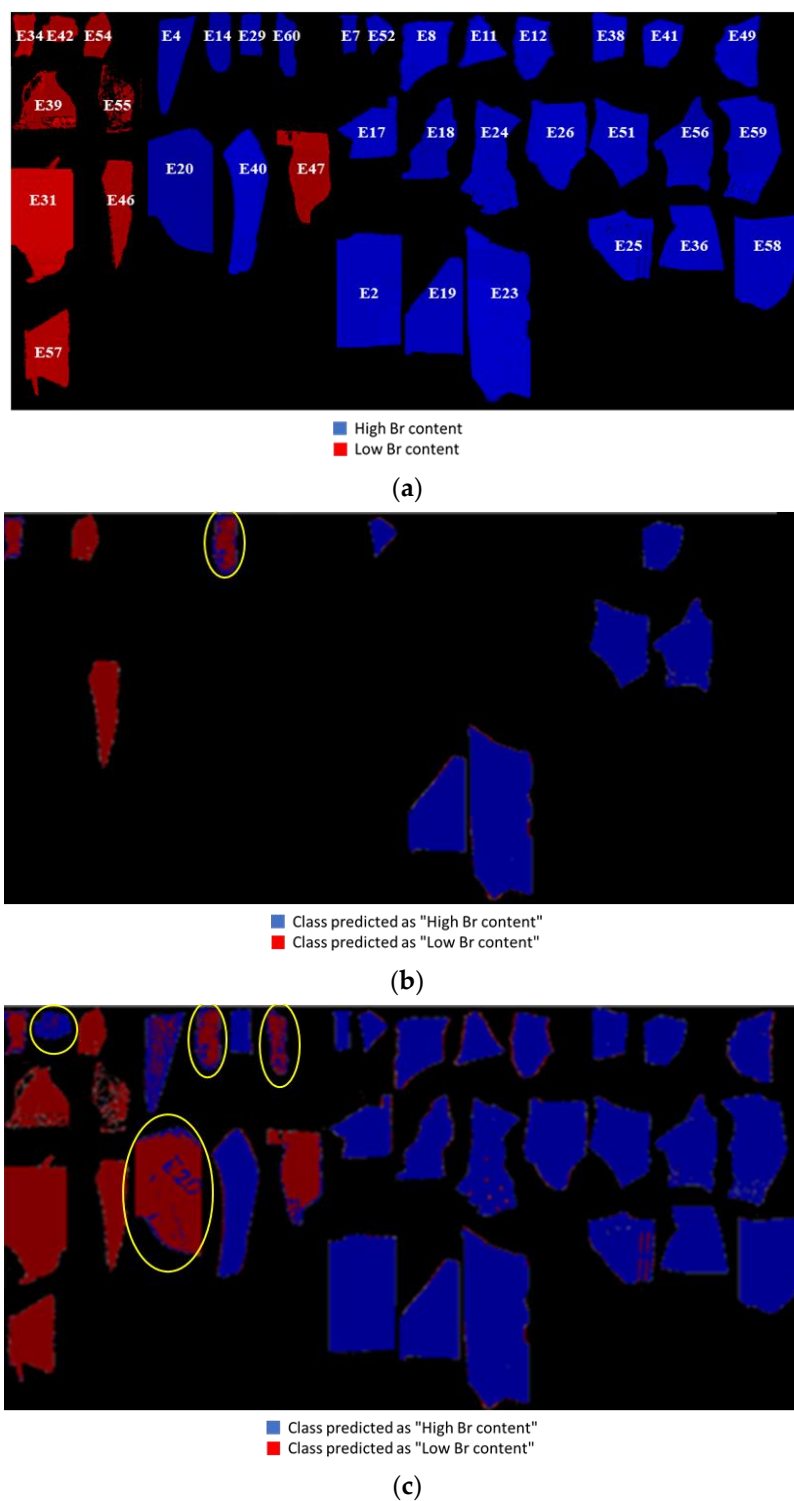 E34 E42 E54 E4 E14 E29 E60 E7 E52 E8 E11 E12 E38 E41 E49
E39 E55 E17 E18 E24 E26 E51 E56 E59
E31 E46 E20 E40 E47
E25 E36 E58
E2 E19 E23
E57
High Br content
Low Br content
(a)
Class predicted as "High Br content"
Class predicted as "Low Br content"
(b)
E20
Class predicted as "High Br content"
Class predicted as "Low Br content"
(c)